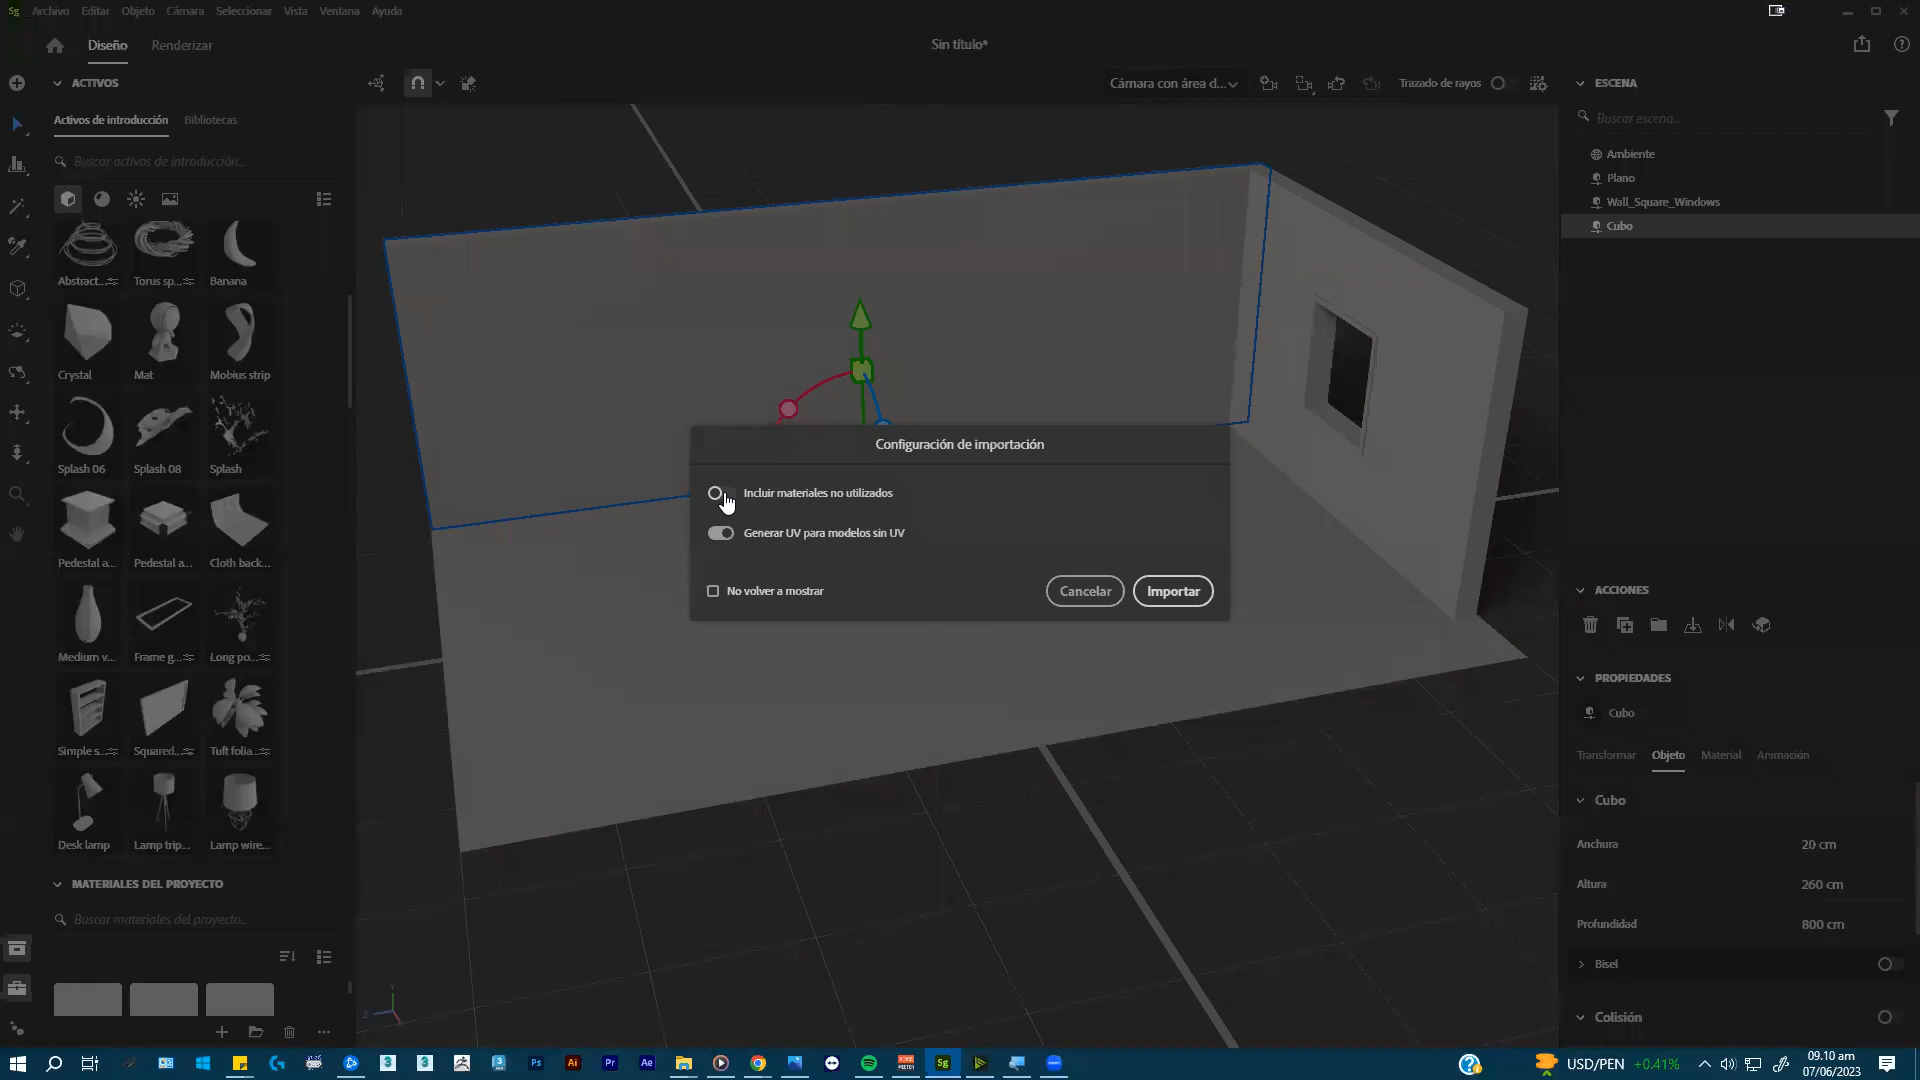 Sg Archivo Editar Objeto Cámara Seleccionar Vista Ventana Ayuda
Diseño Renderizar
Sin título*
ACTIVOS
Activos de introducción Bibliotecas
Buscar activos de introducción...
Abstract... Torus sp... Banana
Crystal Mat Mobius strip
Splash 06 Splash 08 Splash
Pedestal a... Pedestal a... Cloth back...
Medium v... Frame g... Long po...
Simple s... Squared... Tuft folia...
Desk lamp Lamp trip... Lamp wire...
MATERIALES DEL PROYECTO
Buscar materiales del proyecto...
Cámara con área d...
Trazado de rayos
Configuración de importación
Incluir materiales no utilizados
Generar UV para modelos sin UV
No volver a mostrar
Cancelar Importar
ESCENA
Buscar escena...
Ambiente
Plano
Wall_Square_Windows
Cubo
ACCIONES
PROPIEDADES
Cubo
Transformar Objeto Material Animación
Cubo
Anchura 20 cm
Altura 260 cm
Profundidad 800 cm
Bisel
Colisión
Ps Ai Pr Ae Sg
USD/PEN +0.41%
09.10 am
07/06/2023